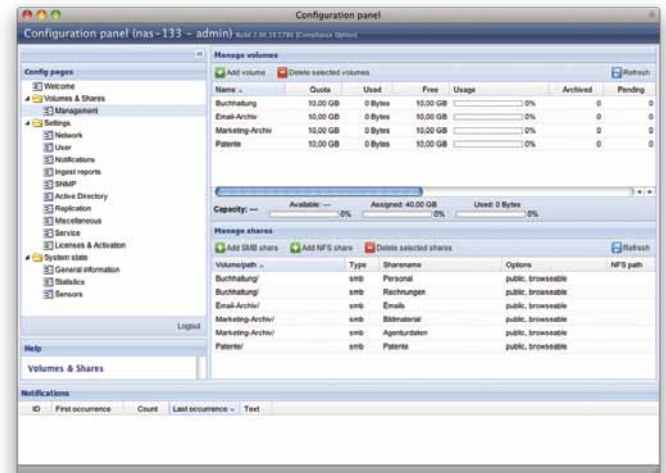 Configuration panel
Configuration panel (nas-133 - admin) Build 2.00.19.1786 [Compliance Option]
Config pages
Welcome
Volumes & Shares
Management
Settings
Network
User
Notifications
Ingest reports
SNMP
Active Directory
Replication
Miscellaneous
Service
Licenses & Activation
System state
General information
Statistics
Sensors
Logout
Help
Volumes & Shares
Manage volumes
Add volume Delete selected volumes Refresh
Name Quota Used Free Usage Archived Pending
Buchhaltung 10,00 GB 0 Bytes 10,00 GB 0% 0 0
Email-Archiv 10,00 GB 0 Bytes 10,00 GB 0% 0 0
Marketing-Archiv 10,00 GB 0 Bytes 10,00 GB 0% 0 0
Patente 10,00 GB 0 Bytes 10,00 GB 0% 0 0
Capacity: --- Available: --- 0% Assigned: 40,00 GB 0% Used: 0 Bytes 0%
Manage shares
Add SMB share Add NFS share Delete selected shares Refresh
Volume/path Type Sharename Options NFS path
Buchhaltung/ smb Personal public, browseable
Buchhaltung/ smb Rechnungen public, browseable
Email-Archiv/ smb Emails public, browseable
Marketing-Archiv/ smb Bildmaterial public, browseable
Marketing-Archiv/ smb Agenturdaten public, browseable
Patente/ smb Patente public, browseable
Notifications
ID First occurrence Count Last occurrence Text